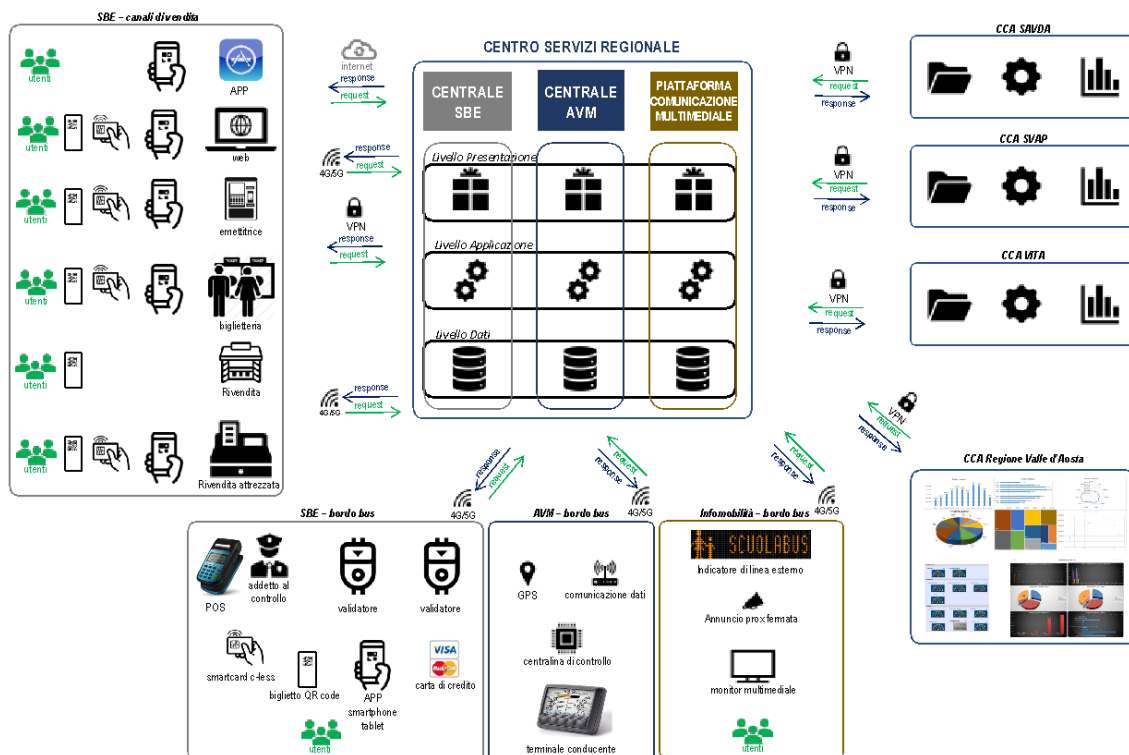 SBE – canali di vendita
utenti
APP
utenti
web
utenti
emettitrice
utenti
TICKET
TICKET
biglietteria
utenti
Rivendita
utenti
Rivendita attrezzata
internet
response
request
4G/5G
response
request
VPN
response
request
4G/5G
response
request
CENTRO SERVIZI REGIONALE
CENTRALE
SBE
CENTRALE
AVM
PIATTAFORMA
COMUNICAZIONE
MULTIMEDIALE
Livello Presentazione
Livello Applicazione
Livello Dati
VPN
request
response
VPN
request
response
VPN
request
response
VPN
request
response
CCA SAVDA
CCA SVAP
CCA VITA
CCA Regione Valle d'Aosta
response
request
4G/5G
request
response
4G/5G
request
response
4G/5G
SBE – bordo bus
POS
addetto al
controllo
validatore
validatore
smartcard c-less
biglietto QR code
APP
smartphone
tablet
VISA
MasterCard
carta di credito
utenti
AVM – bordo bus
GPS
comunicazione dati
centralina di controllo
terminale conducente
Infomobilità – bordo bus
SCUOLABUS
Indicatore di linea esterno
Annuncio prox fermata
monitor multimediale
utenti